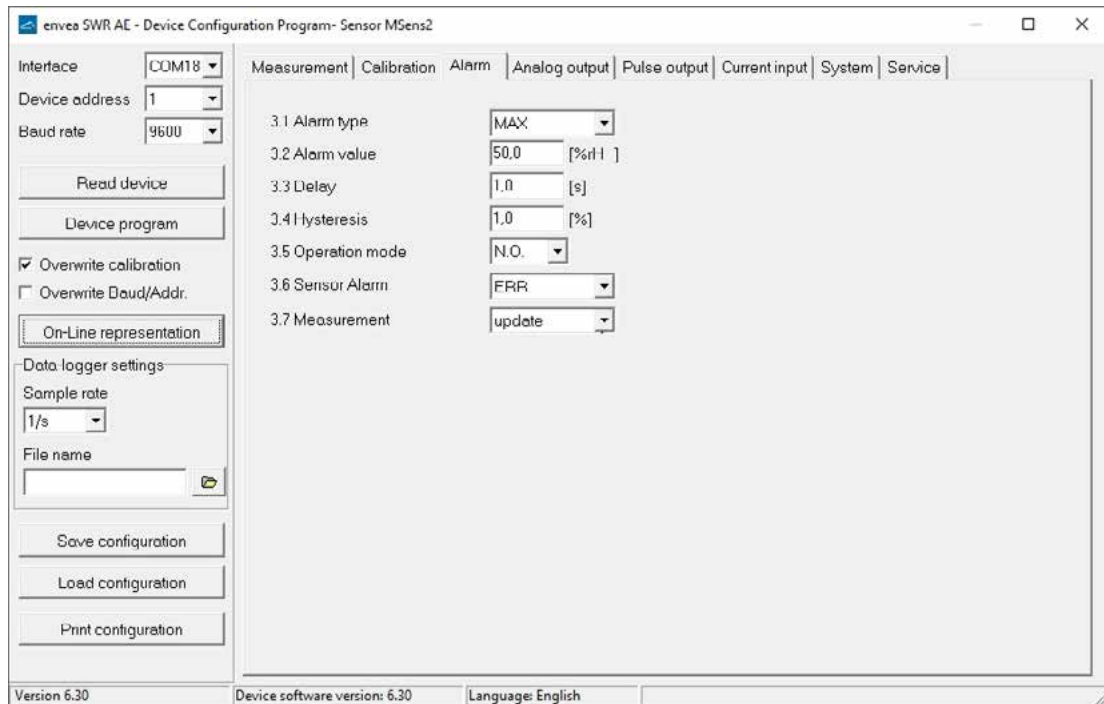 envea SWR AE - Device Configuration Program- Sensor MSens2
Interface COM18
Device address 1
Baud rate 9600
Read device
Device program
Overwrite calibration
Overwrite Baud/Addr.
On-Line representation
Data logger settings
Sample rate
1/s
File name
Save configuration
Load configuration
Print configuration
Measurement Calibration Alarm Analog output Pulse output Current input System Service
3.1 Alarm type MAX
3.2 Alarm value 50,0 [%rH ]
3.3 Delay 1,0 [s]
3.4 Hysteresis 1,0 [%]
3.5 Operation mode N.O.
3.6 Sensor Alarm ERR
3.7 Measurement update
Version 6.30 Device software version: 6.30 Language: English